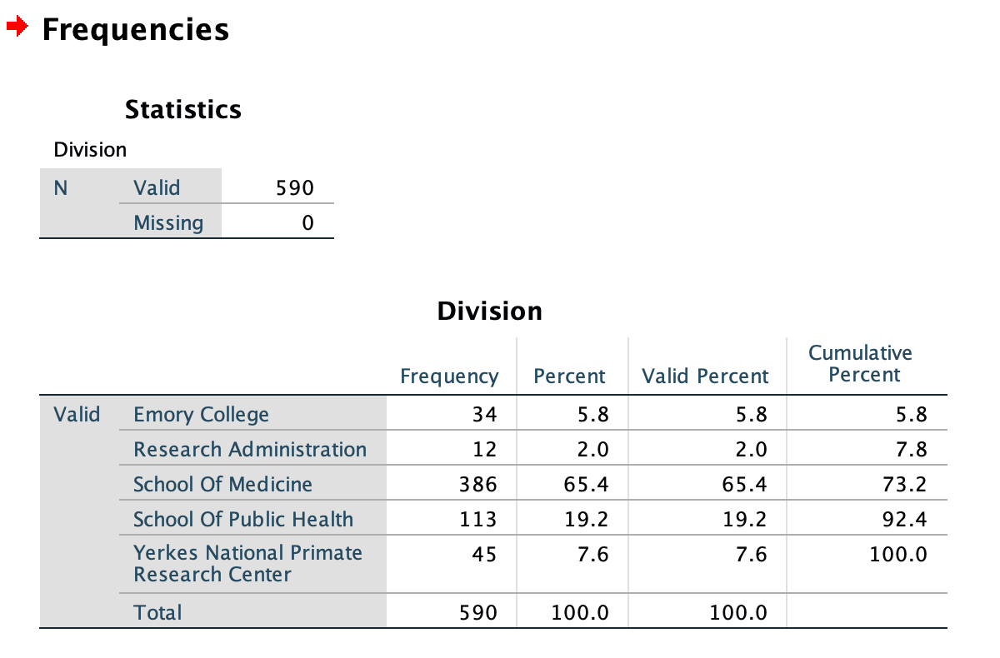 Frequencies
Statistics
Division
N Valid 590
Missing 0
Division
Frequency Percent Valid Percent Cumulative Percent
Valid Emory College 34 5.8 5.8 5.8
Research Administration 12 2.0 2.0 7.8
School Of Medicine 386 65.4 65.4 73.2
School Of Public Health 113 19.2 19.2 92.4
Yerkes National Primate Research Center 45 7.6 7.6 100.0
Total 590 100.0 100.0